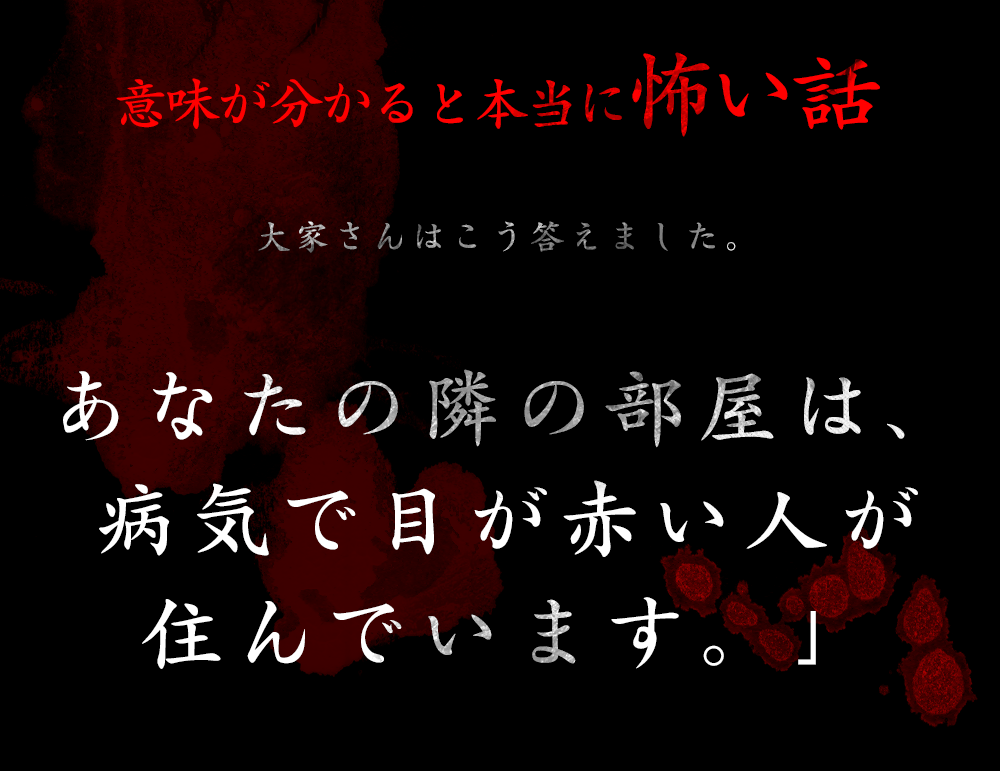 意味が分かると本当に怖い話
大家さんはこう答えました。
あなたの隣の部屋は、
病気で目が赤い人が
住んでいます。」